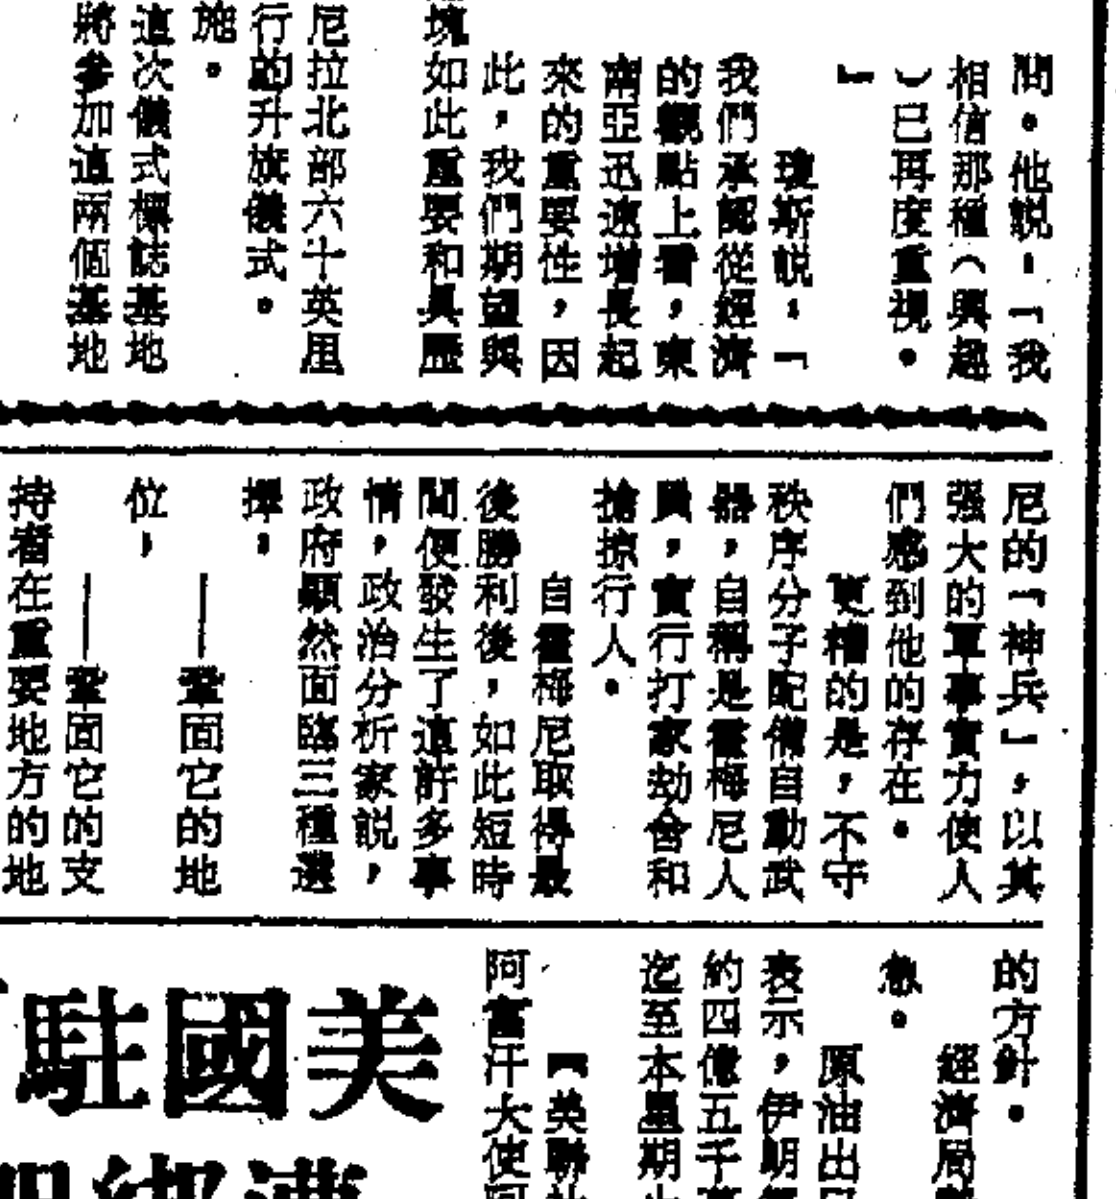 問。他說:「我
相信那種(興趣
)已再度重視。
」
瓊斯說:「
我們承認從經濟
的觀點上看,東
南亞迅速增長起
來的重要性,因
此,我們期望與
塊如此重要和具歷
尼拉北部六十英里
行的升旗儀式。
施。
這次儀式標誌基地
將參加這兩個基地
尼的「神兵」,以其
强大的軍事實力使人
們感到他的存在。
更糟的是,不守
秩序分子配備自動武
器,自稱是霍梅尼人
員,實行打家劫舍和
搶掠行人。
自霍梅尼取得最
後勝利後,如此短時
間便發生了這許多事
情,政治分析家說,
政府顯然面臨三種選
擇:
——鞏固它的地
位,
——鞏固它的支
持者在重要地方的地
的方針。
經濟局
原油出
表示,伊朗
約四億五千
迄至本星期
【英聯社
阿富汗大使
美國駐